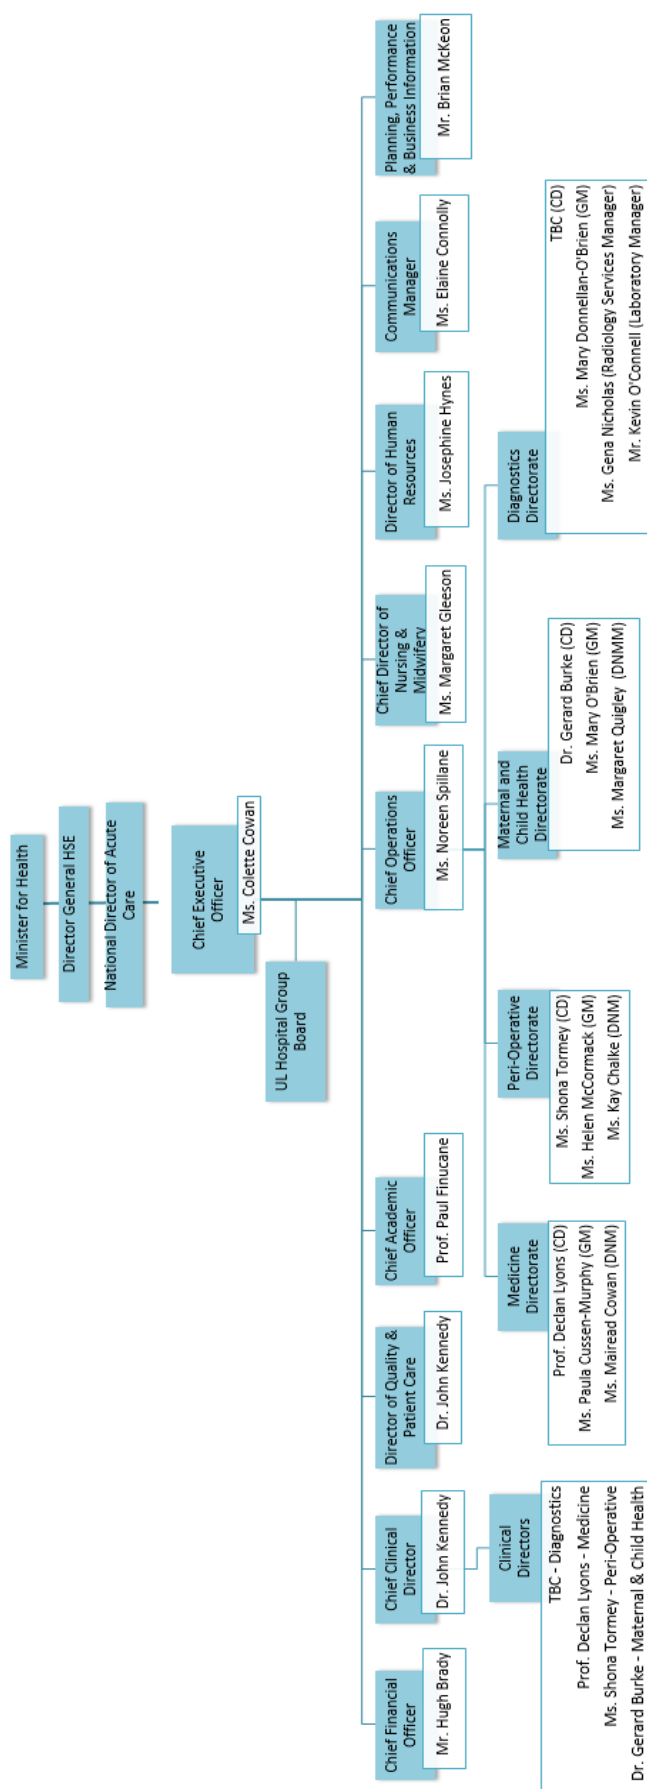 Minister for Health
Director General HSE
National Director of Acute
Care
Chief Executive
Officer
Ms. Colette Cowan
UL Hospital Group
Board
Chief Financial
Officer
Mr. Hugh Brady
Chief Clinical
Director
Dr. John Kennedy
Director of Quality &
Patient Care
Dr. John Kennedy
Chief Academic
Officer
Prof. Paul Finucane
Chief Operations
Officer
Ms. Noreen Spillane
Chief Director of
Nursing &
Midwifery
Ms. Margaret Gleeson
Director of Human
Resources
Ms. Josephine Hynes
Communications
Manager
Ms. Elaine Connolly
Planning, Performance
& Business Information
Mr. Brian McKeon
Clinical
Directors
TBC - Diagnostics
Prof. Declan Lyons - Medicine
Ms. Shona Tormey - Peri-Operative
Dr. Gerard Burke - Maternal & Child Health
Medicine
Directorate
Prof. Declan Lyons (CD)
Ms. Paula Cussen-Murphy (GM)
Ms. Mairead Cowan (DNM)
Peri-Operative
Directorate
Ms. Shona Tormey (CD)
Ms. Helen McCormack (GM)
Ms. Kay Chalke (DNM)
Maternal and
Child Health
Directorate
Dr. Gerard Burke (CD)
Ms. Mary O'Brien (GM)
Ms. Margaret Quigley (DNMM)
Diagnostics
Directorate
TBC (CD)
Ms. Mary Donnellan-O'Brien (GM)
Ms. Gena Nicholas (Radiology Services Manager)
Mr. Kevin O'Connell (Laboratory Manager)